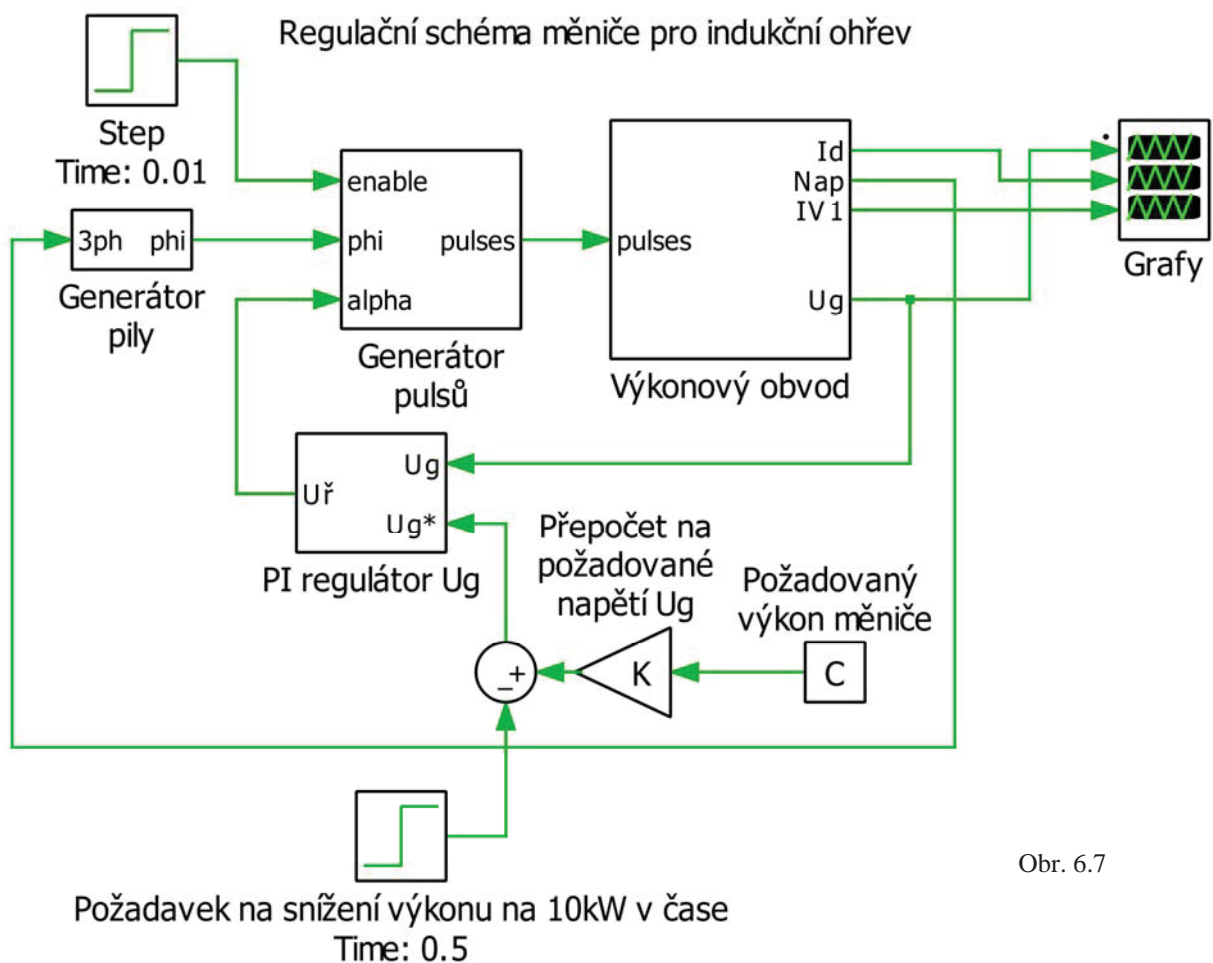 Regulační schéma měniče pro indukční ohřev
Step
Time: 0.01
3ph phi
Generátor
pily
enable
phi
alpha
pulses
Generátor
pulsů
pulses
Id
Nap
IV1
Ug
Výkonový obvod
Grafy
Uř
Ug
Ug*
PI regulátor Ug
Přepočet na
požadované
napětí Ug
Požadovaný
výkon měniče
K
C
Požadavek na snížení výkonu na 10kW v čase
Time: 0.5
Obr. 6.7